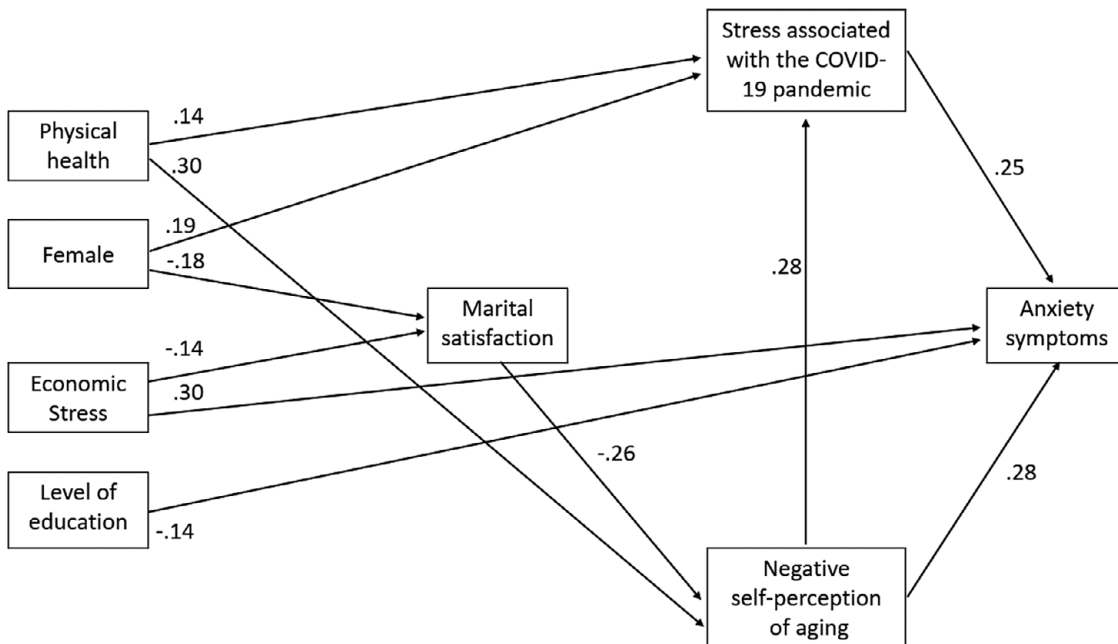 Stress associated
with the COVID-
19 pandemic
Physical
health
.14
.30
Female
.19
-.18
Economic
Stress
-.14
.30
Level of
education
-.14
Marital
satisfaction
-.26
.28
.25
Anxiety
symptoms
.28
Negative
self-perception
of aging